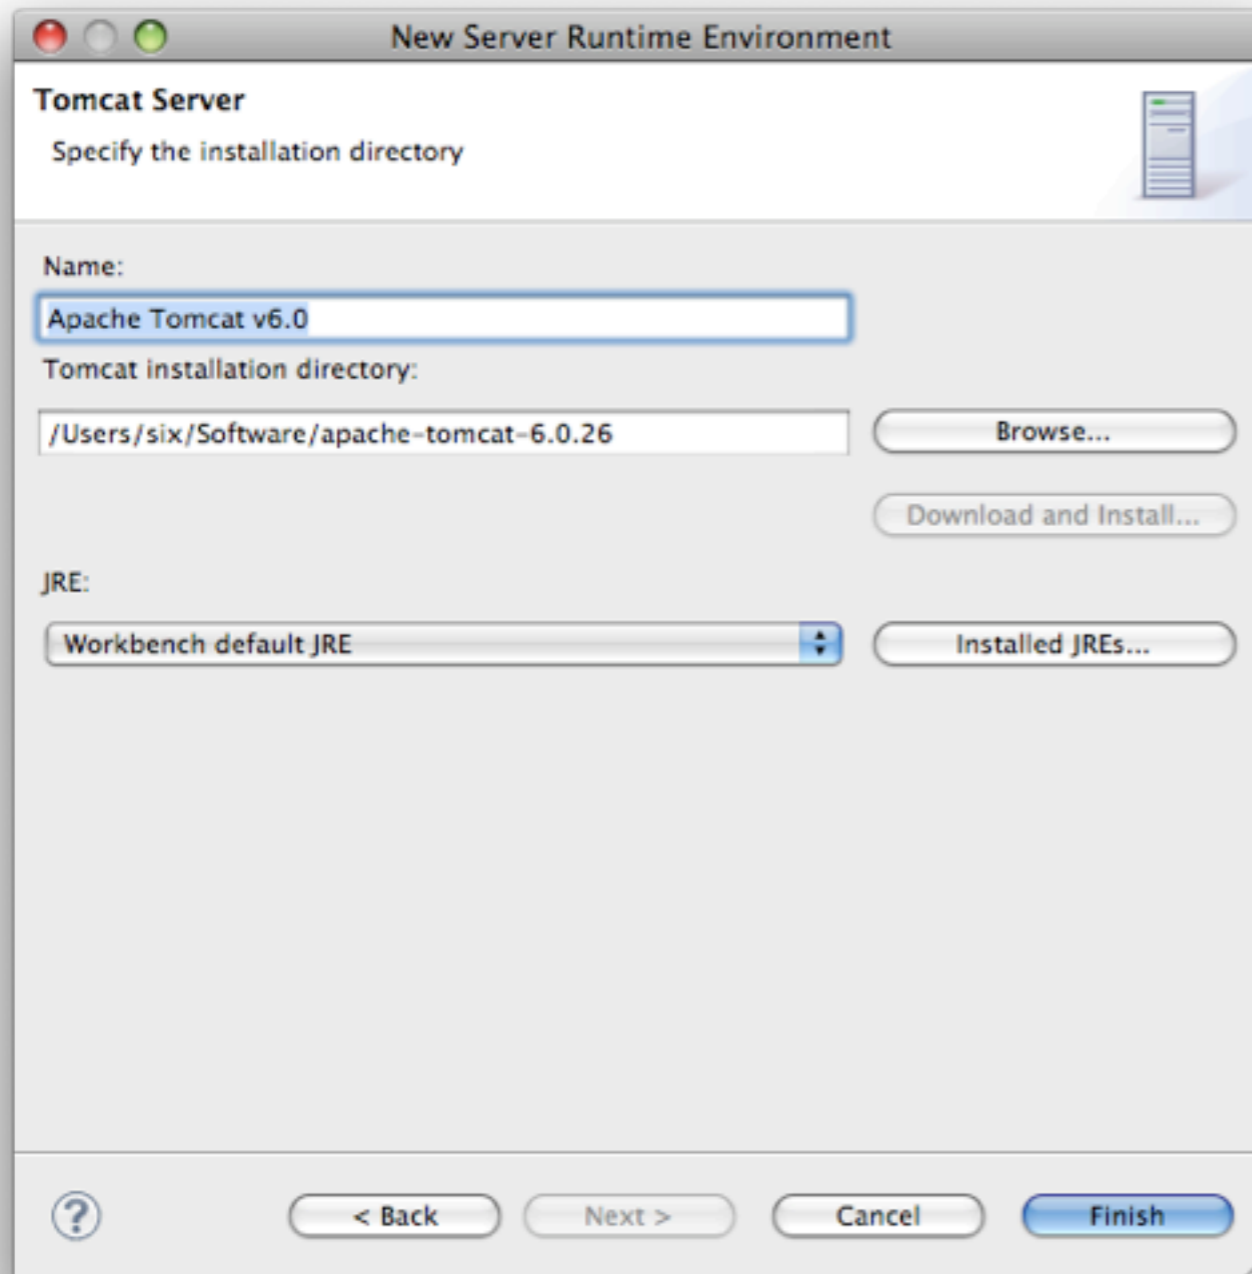 New Server Runtime Environment
Tomcat Server
Specify the installation directory
Name:
Apache Tomcat v6.0
Tomcat installation directory:
/Users/six/Software/apache-tomcat-6.0.26
Browse...
Download and Install...
JRE:
Workbench default JRE
Installed JREs...
?
< Back
Next >
Cancel
Finish